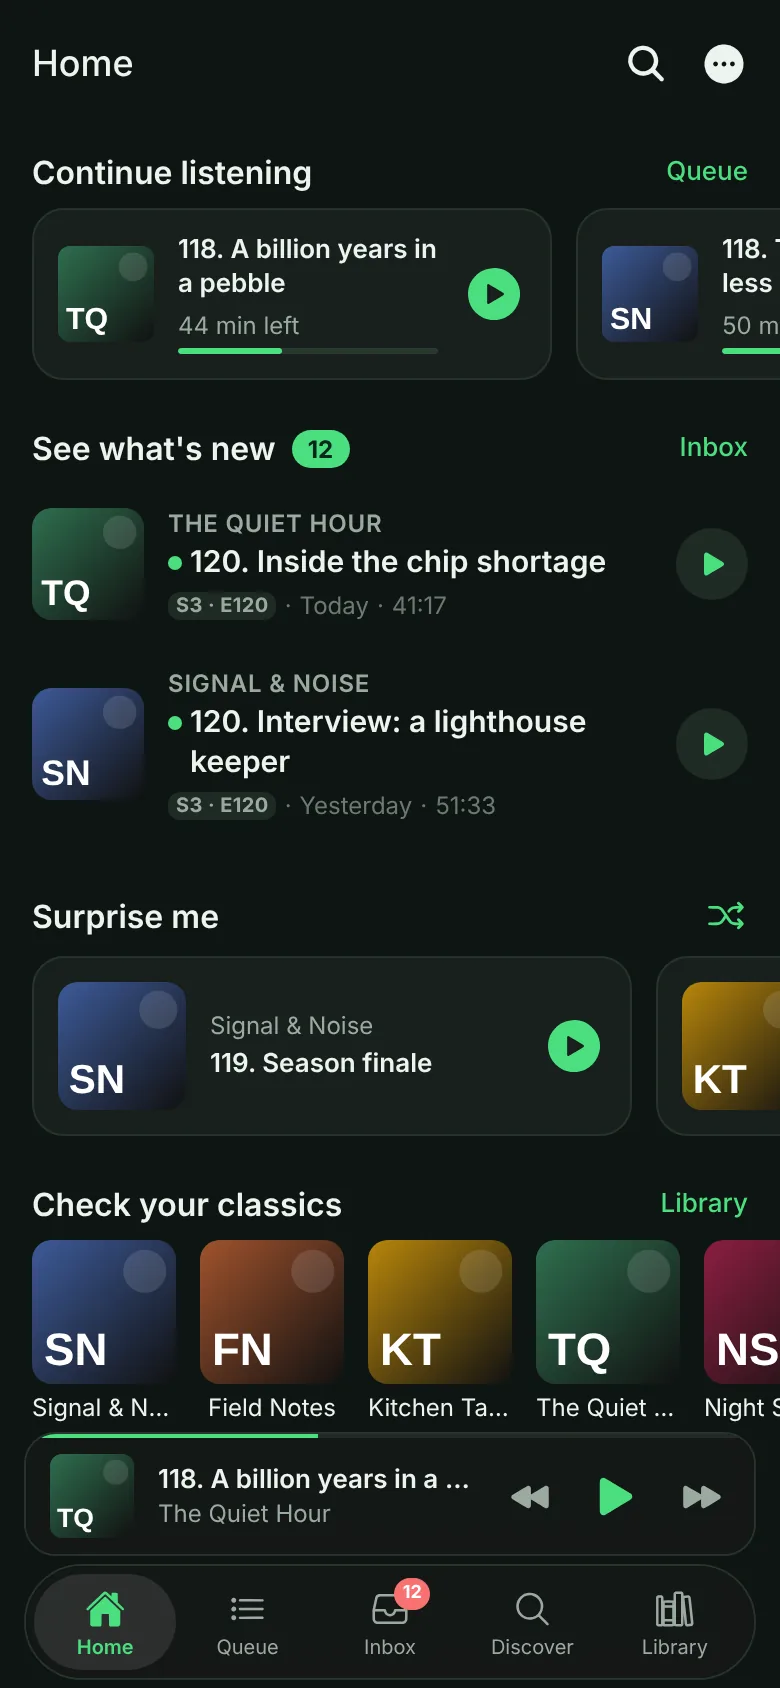 Home
Continue listening
Queue
TQ
118. A billion years in
a pebble
44 min left
SN
118.
less
50 m
See what's new 12
Inbox
TQ
THE QUIET HOUR
120. Inside the chip shortage
S3 · E120 · Today · 41:17
SN
SIGNAL & NOISE
120. Interview: a lighthouse
keeper
S3 · E120 · Yesterday · 51:33
Surprise me
SN
Signal & Noise
119. Season finale
KT
Check your classics
Library
SN
FN
KT
TQ
NS
Signal & N...
Field Notes
Kitchen Ta...
The Quiet ...
Night
TQ
118. A billion years in a ...
The Quiet Hour
Home
Queue
12
Inbox
Discover
Library